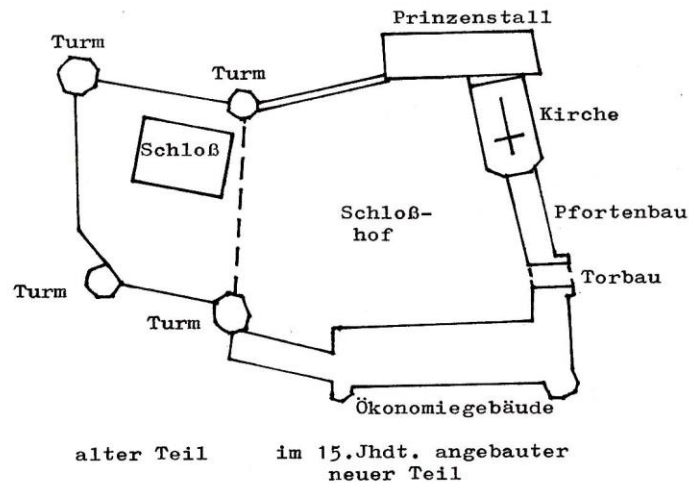 Prinzenstall
Turm
Turm
Kirche
Schloß
Schloß-
hof
Pfortenbau
Torbau
Turm
Turm
Ökonomiegebäude
alter Teil
im 15.Jhdt. angebauter
neuer Teil